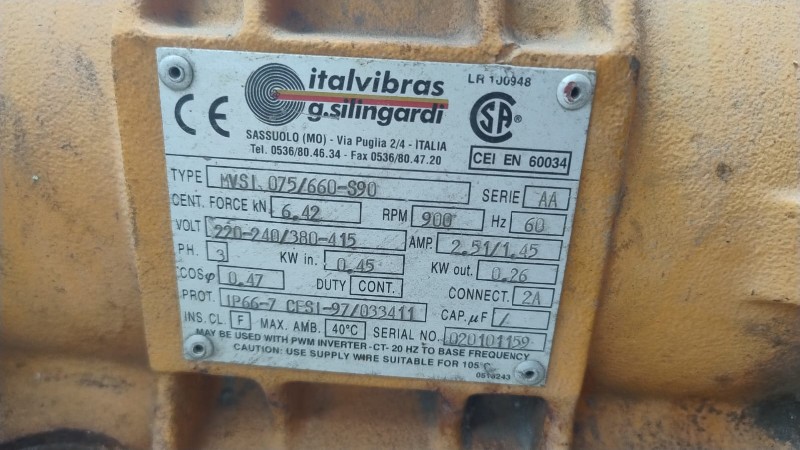 italvibras
g.silingardi
LR 100948
CE
SA
SASSUOLO (MO) - Via Puglia 2/4 - ITALIA
Tel. 0536/80.46.34 - Fax 0536/80.47.20
CEI EN 60034
TYPE MVSI 075/660-S90 SERIE AA
CENT. FORCE kN 6.42 RPM 900 Hz 60
VOLT 220-240/380-415 AMP. 2.51/1.45
PH. 3 KW in. 0.45 KW out. 0.26
COSφ 0.47 DUTY CONT. CONNECT. 2A
PROT. IP66-7 CESI-97/033411 CAP. µF /
INS. CL. F MAX. AMB. 40°C SERIAL NO. 020101159
MAY BE USED WITH PWM INVERTER -CT- 20 HZ TO BASE FREQUENCY
CAUTION: USE SUPPLY WIRE SUITABLE FOR 105°C